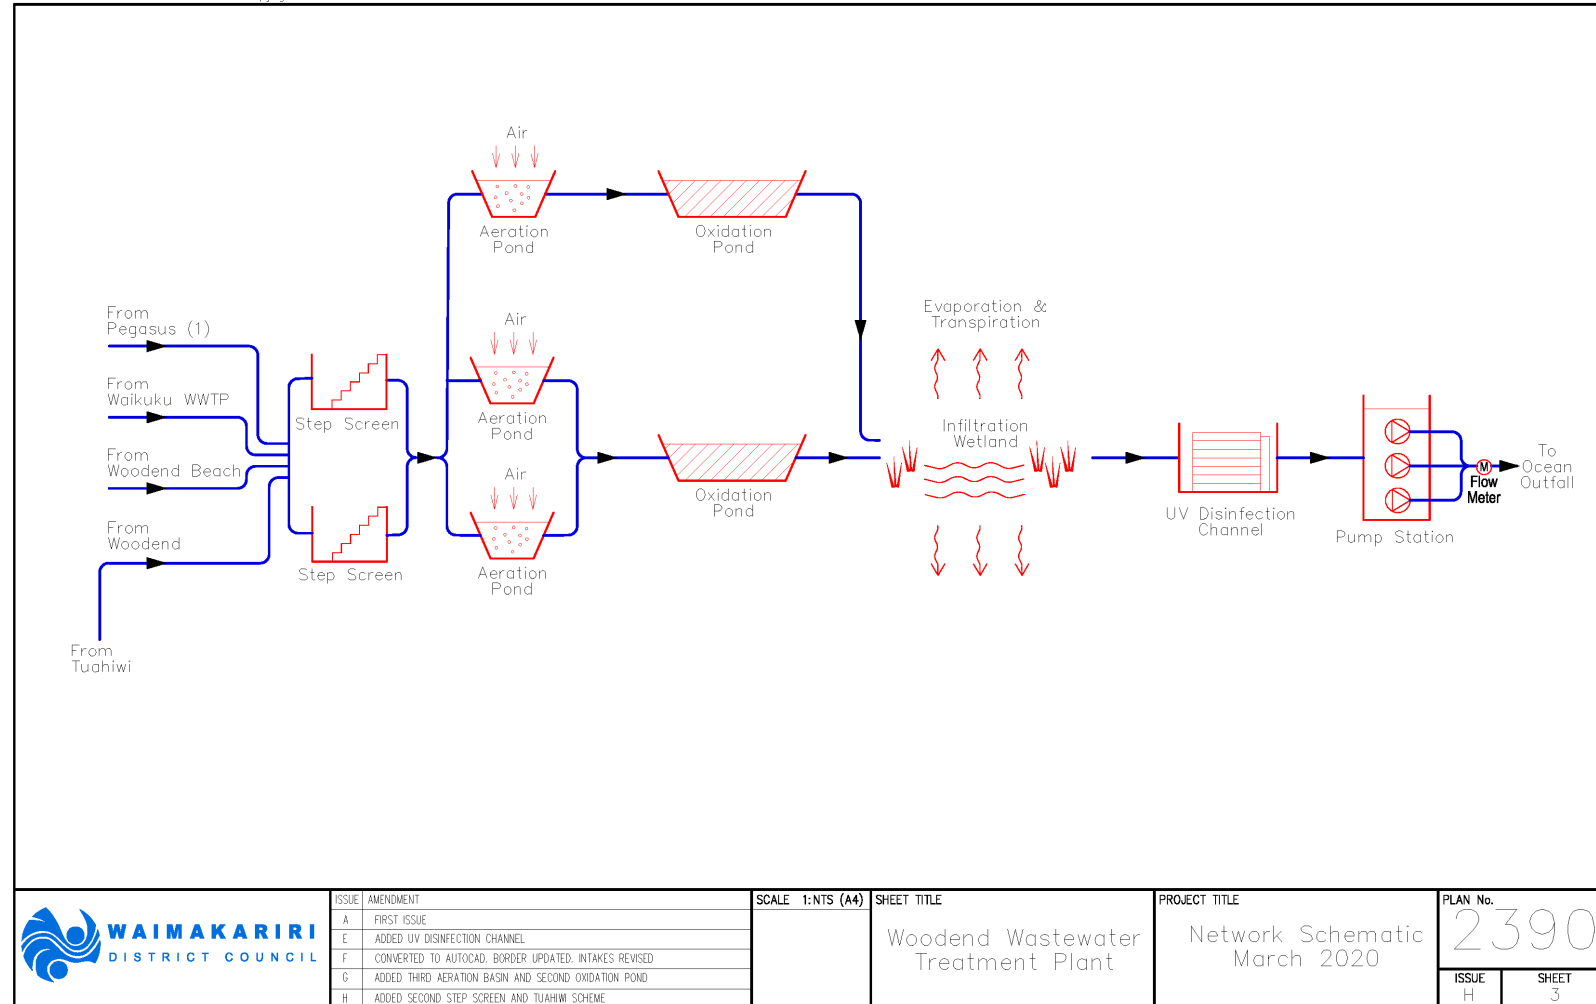 Air
Aeration
Pond
Oxidation
Pond
From
Pegasus (1)
From
Waikuku WWTP
From
Woodend Beach
From
Woodend
From
Tuahiwi
Step Screen
Step Screen
Air
Aeration
Pond
Air
Aeration
Pond
Oxidation
Pond
Evaporation &
Transpiration
Infiltration
Wetland
UV Disinfection
Channel
Pump Station
M
Flow
Meter
To
Ocean
Outfall
WAIMAKARIRI
DISTRICT COUNCIL
ISSUE AMENDMENT
A FIRST ISSUE
E ADDED UV DISINFECTION CHANNEL
F CONVERTED TO AUTOCAD. BORDER UPDATED. INTAKES REVISED
G ADDED THIRD AERATION BASIN AND SECOND OXIDATION POND
H ADDED SECOND STEP SCREEN AND TUAHIWI SCHEME
SCALE 1:NTS (A4)
SHEET TITLE
Woodend Wastewater
Treatment Plant
PROJECT TITLE
Network Schematic
March 2020
PLAN No.
2390
ISSUE
H
SHEET
3